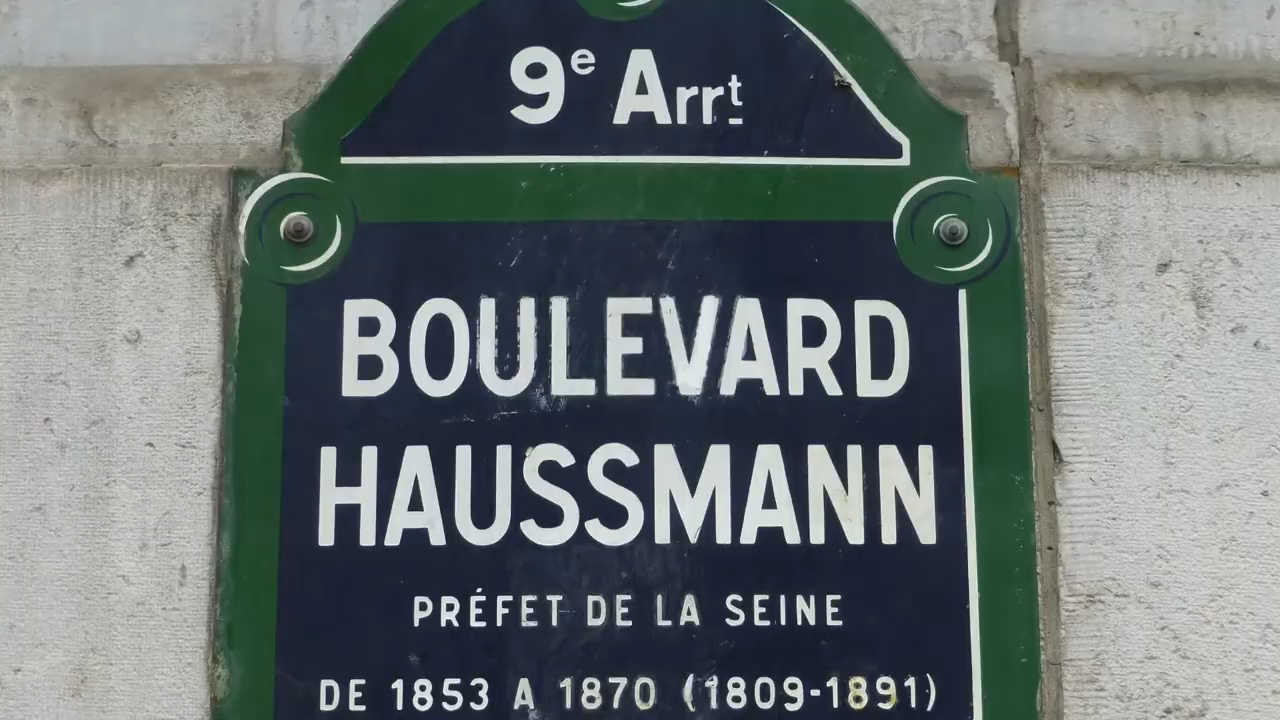 9e Arrt
BOULEVARD
HAUSSMANN
PRÉFET DE LA SEINE
DE 1853 A 1870 (1809-1891)